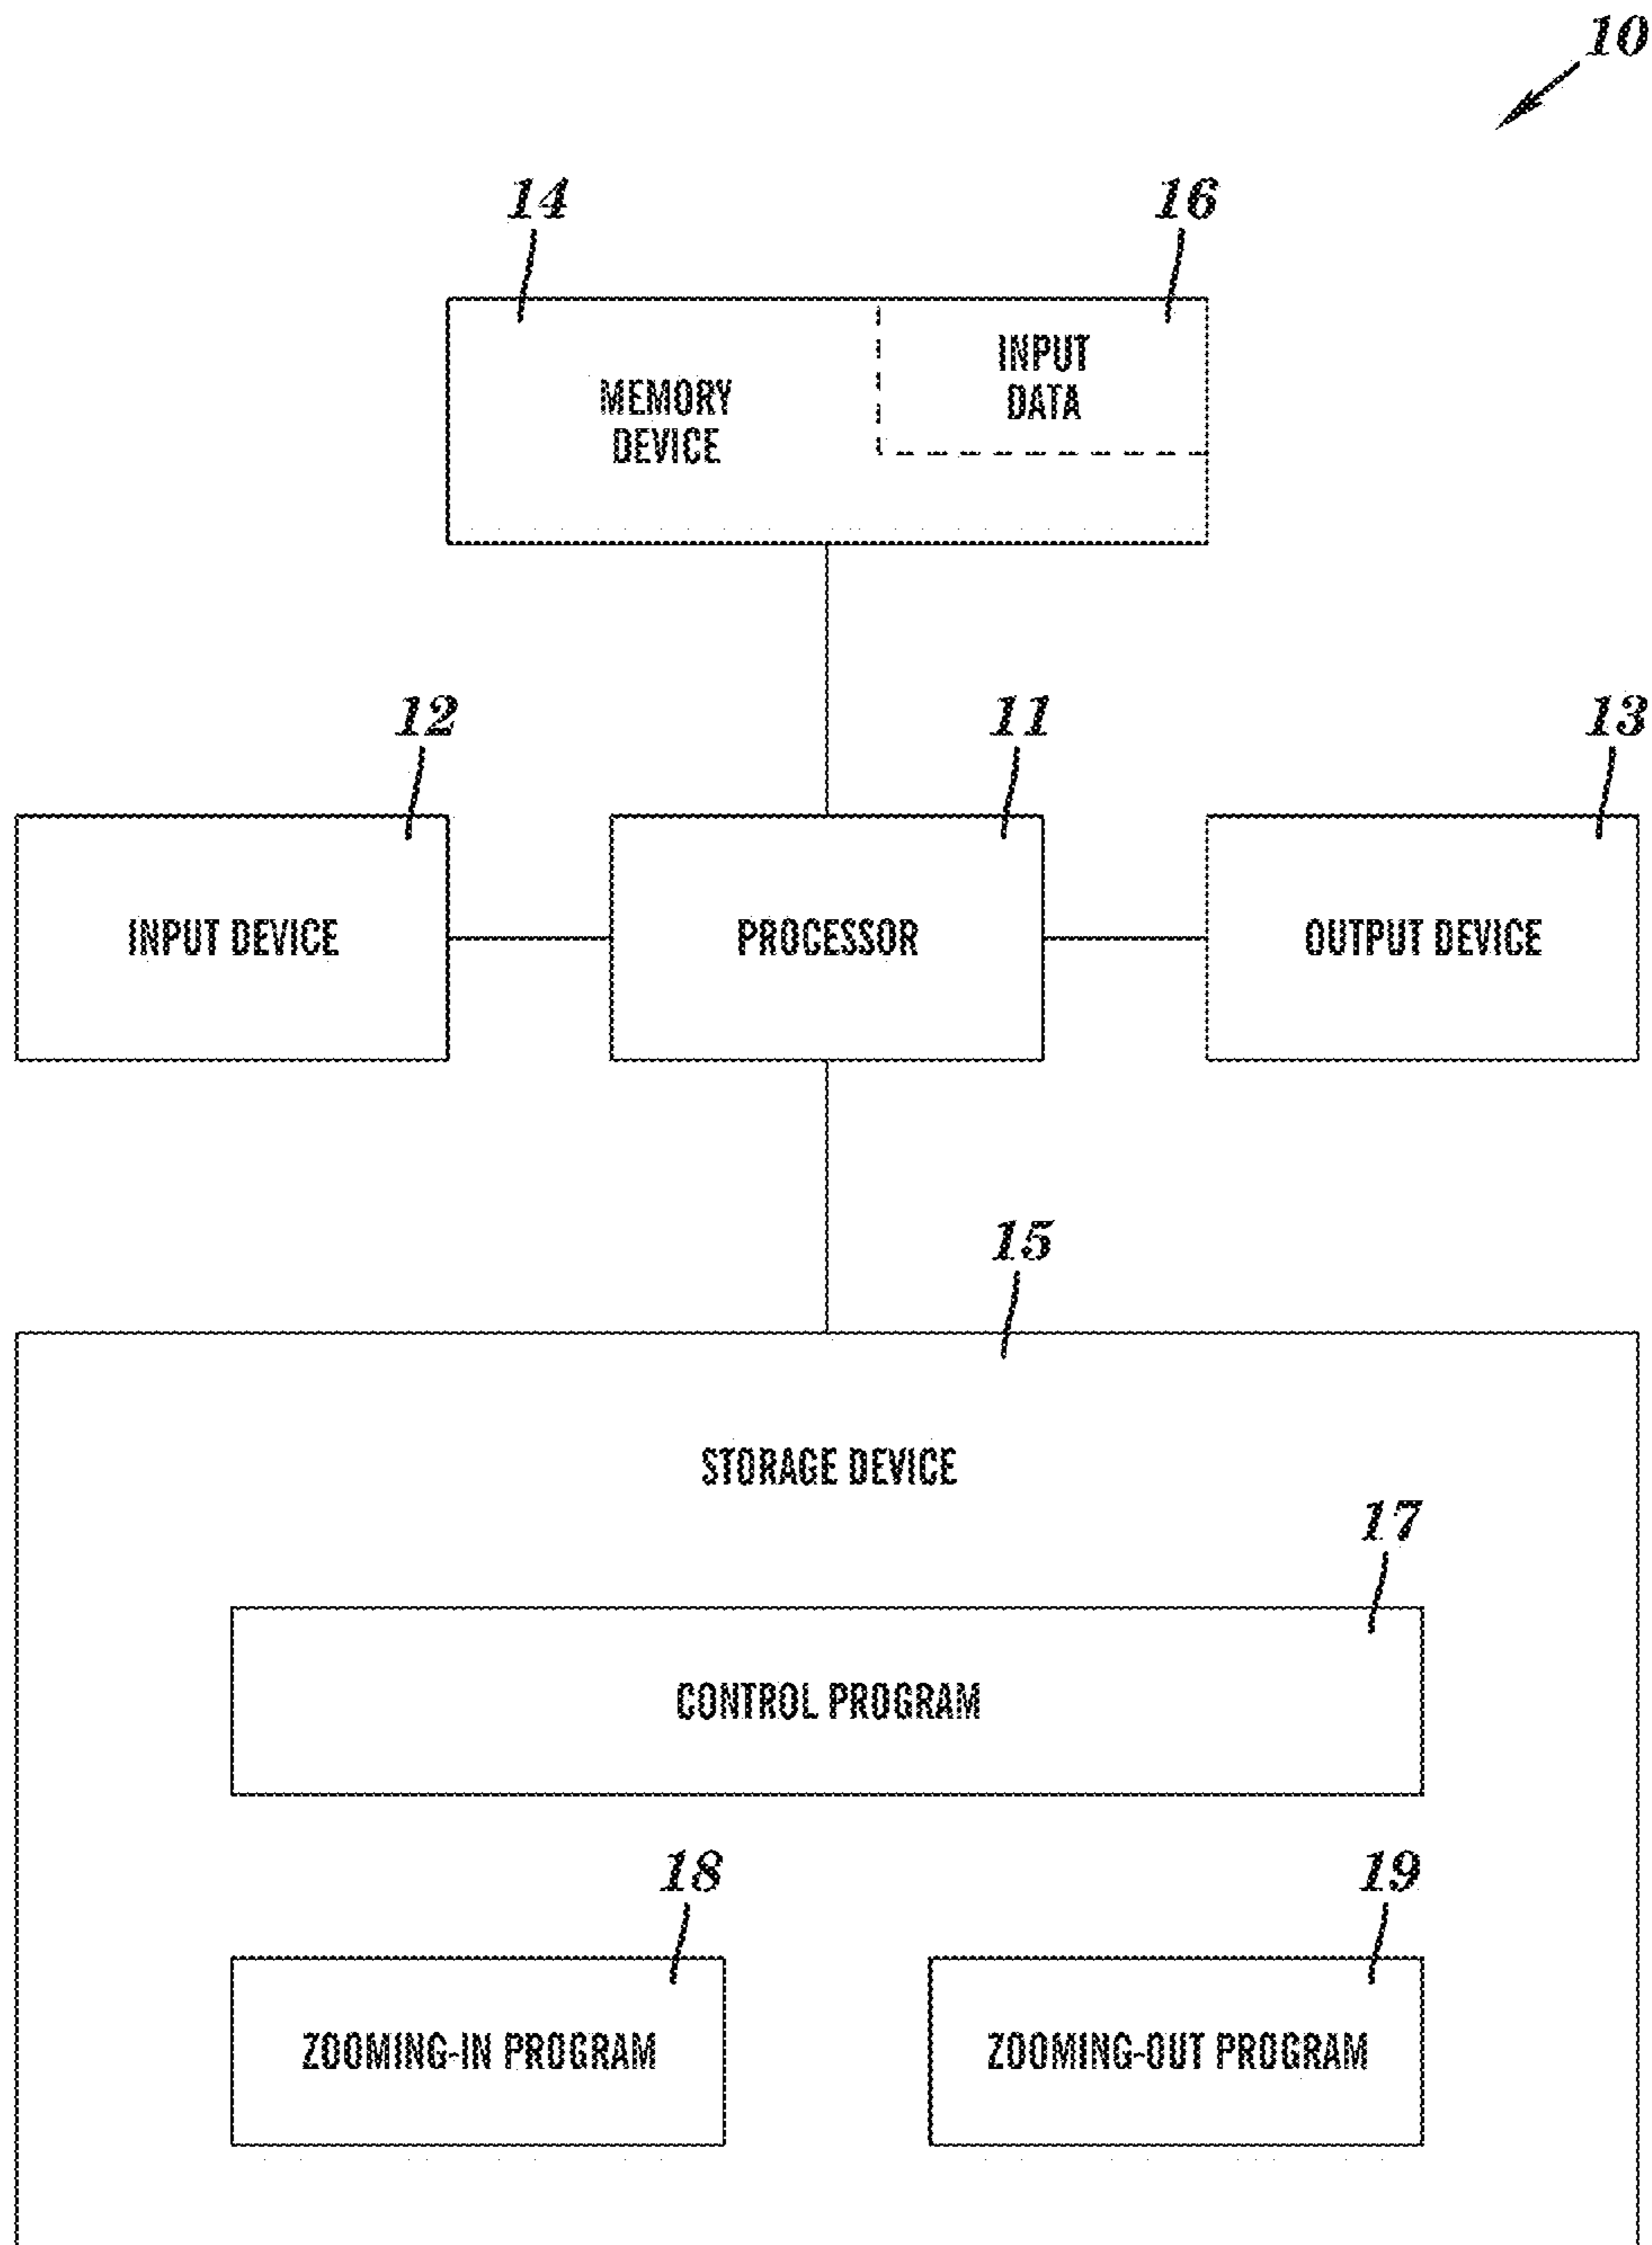 10
14
16
INPUT
DATA
MEMORY
DEVICE
12
11
13
INPUT DEVICE
PROCESSOR
OUTPUT DEVICE
15
STORAGE DEVICE
17
CONTROL PROGRAM
18
19
ZOOMING-IN PROGRAM
ZOOMING-OUT PROGRAM